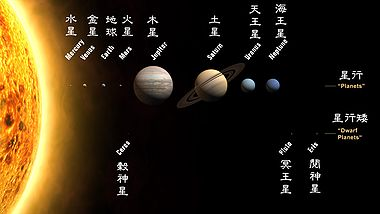 水星
Mercury
金星
Venus
地球
Earth
火星
Mars
木星
Jupiter
土星
Saturn
天王星
Uranus
海王星
Neptune
行星
"Planets"
矮行星
"Dwarf
Planets"
Ceres
穀神星
Pluto
冥王星
Eris
鬩神星